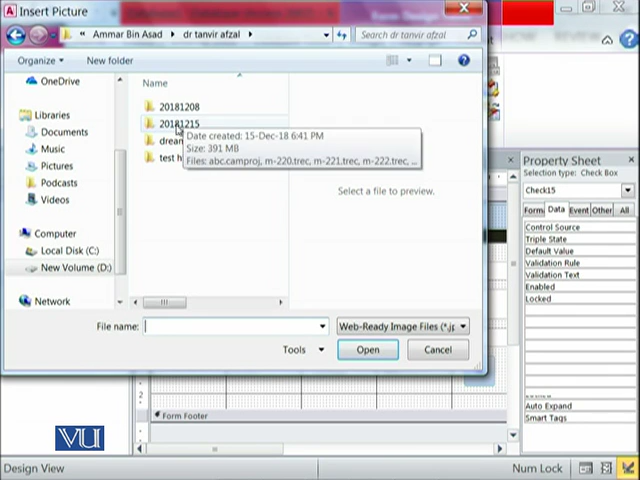 Insert Picture
« Ammar Bin Asad ▸ dr tanvir afzal ▸
Search dr tanvir afzal
Organize
New folder
OneDrive
Libraries
Documents
Music
Pictures
Podcasts
Videos
Computer
Local Disk (C:)
New Volume (D:)
Network
Name
20181208
20181215
dream
test h
Date created: 15-Dec-18 6:41 PM
Size: 391 MB
Files: abc.camproj, m-220.trec, m-221.trec, m-222.trec, ...
Select a file to preview.
File name:
Web-Ready Image Files (*.jp
Tools
Open
Cancel
Property Sheet
Selection type: Check Box
Check15
Form Data Event Other All
Control Source
Triple State
Default Value
Validation Rule
Validation Text
Enabled
Locked
Auto Expand
Smart Tags
2
Form Footer
VU
Design View
Num Lock